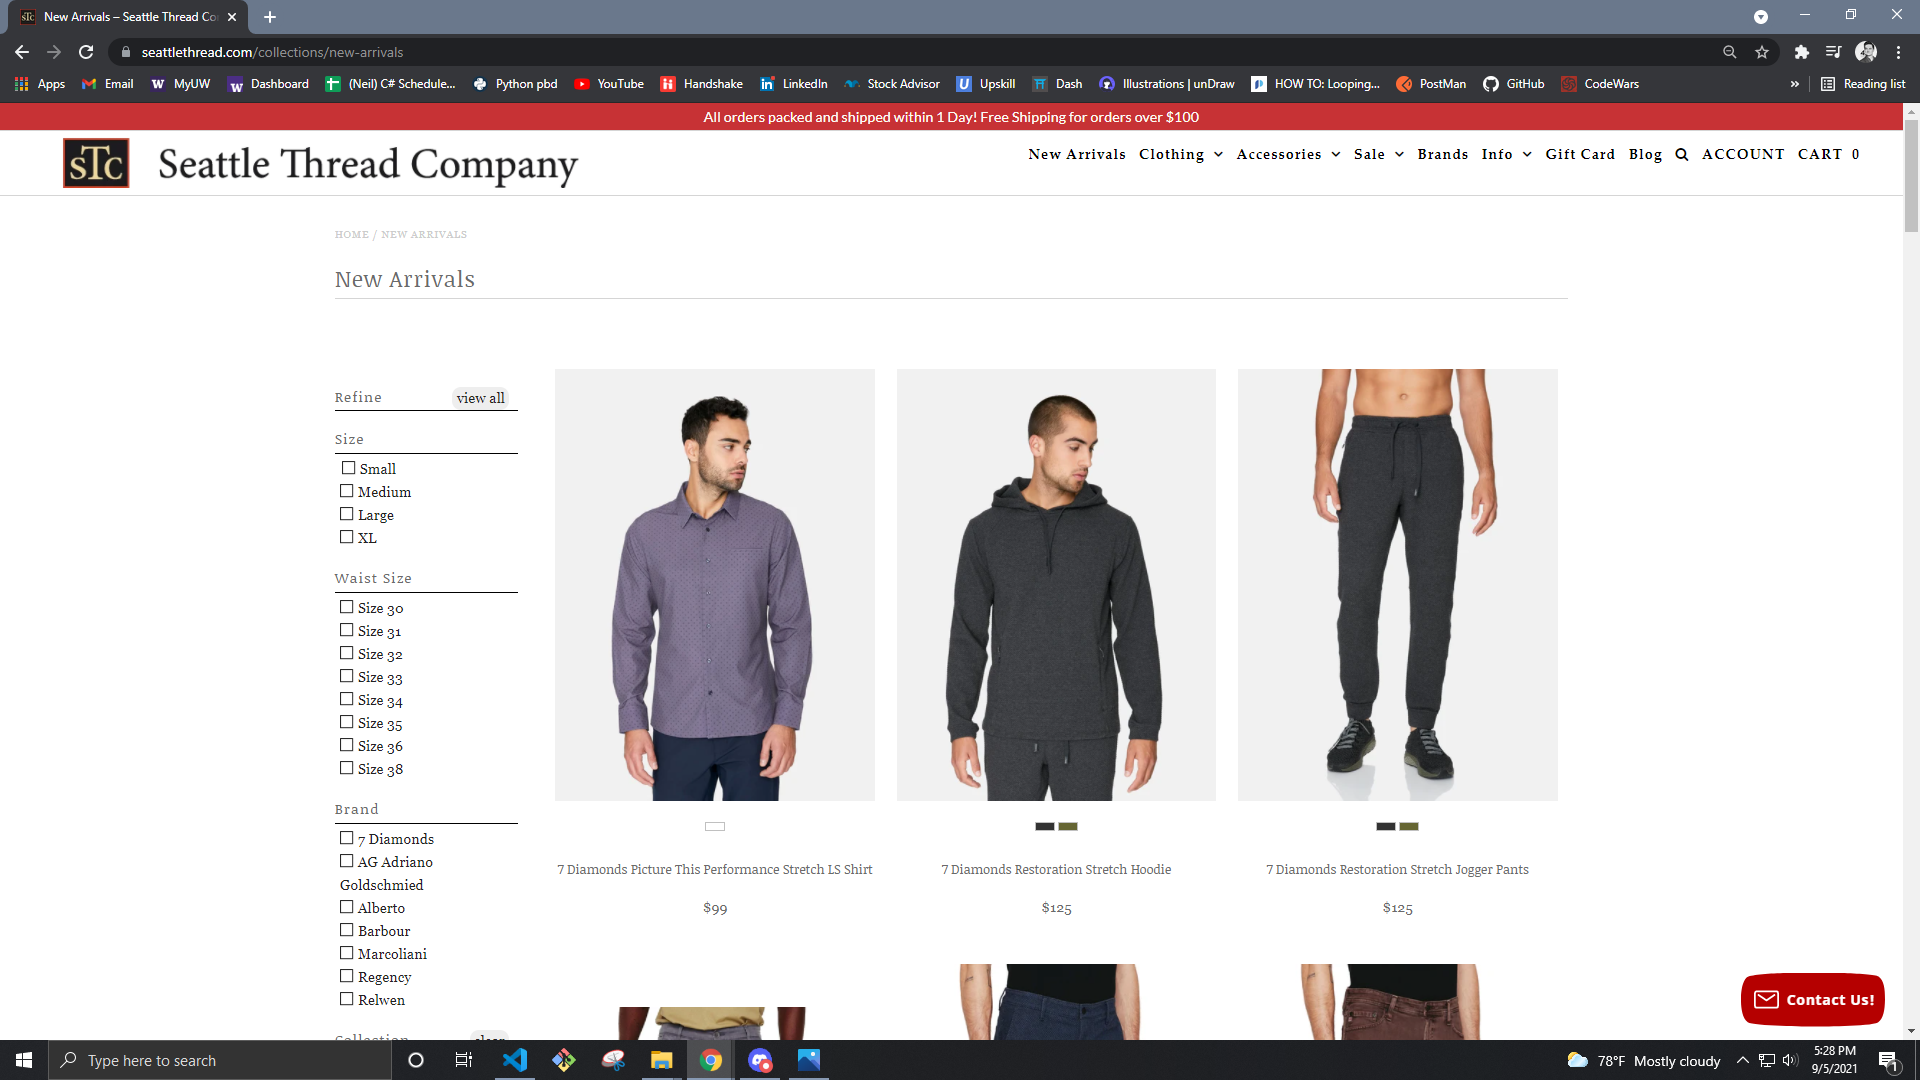 New Arrivals – Seattle Thread Co
seattlethread.com/collections/new-arrivals
Apps Email MyUW Dashboard (Neil) C# Schedule... Python pbd YouTube Handshake LinkedIn Stock Advisor Upskill Dash Illustrations | unDraw HOW TO: Looping... PostMan GitHub CodeWars » Reading list
All orders packed and shipped within 1 Day! Free Shipping for orders over $100
sTc Seattle Thread Company
New Arrivals Clothing Accessories Sale Brands Info Gift Card Blog ACCOUNT CART 0
HOME / NEW ARRIVALS
New Arrivals
Refine view all
Size
Small
Medium
Large
XL
Waist Size
Size 30
Size 31
Size 32
Size 33
Size 34
Size 35
Size 36
Size 38
Brand
7 Diamonds
AG Adriano
Goldschmied
Alberto
Barbour
Marcoliani
Regency
Relwen
Collection clear
7 Diamonds Picture This Performance Stretch LS Shirt
$99
7 Diamonds Restoration Stretch Hoodie
$125
7 Diamonds Restoration Stretch Jogger Pants
$125
Contact Us!
Type here to search
78°F Mostly cloudy
5:28 PM
9/5/2021
1